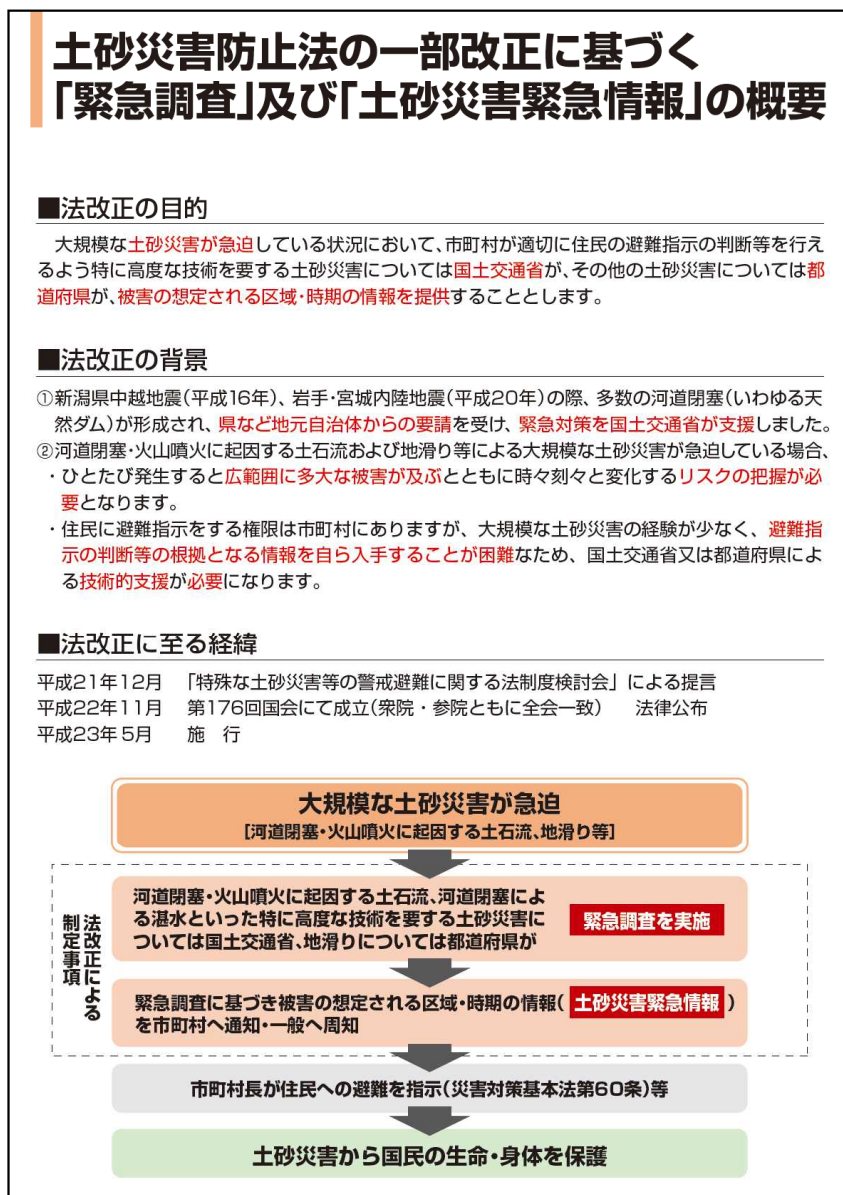 土砂災害防止法の一部改正に基づく
「緊急調査」及び「土砂災害緊急情報」の概要
■法改正の目的
　大規模な土砂災害が急迫している状況において、市町村が適切に住民の避難指示の判断等を行え
るよう特に高度な技術を要する土砂災害については国土交通省が、その他の土砂災害については都
道府県が、被害の想定される区域・時期の情報を提供することとします。
■法改正の背景
①新潟県中越地震（平成16年）、岩手・宮城内陸地震（平成20年）の際、多数の河道閉塞（いわゆる天
然ダム）が形成され、県など地元自治体からの要請を受け、緊急対策を国土交通省が支援しました。
②河道閉塞・火山噴火に起因する土石流および地滑り等による大規模な土砂災害が急迫している場合、
・ひとたび発生すると広範囲に多大な被害が及ぶとともに時々刻々と変化するリスクの把握が必
要となります。
・住民に避難指示をする権限は市町村にありますが、大規模な土砂災害の経験が少なく、避難指
示の判断等の根拠となる情報を自ら入手することが困難なため、国土交通省又は都道府県によ
る技術的支援が必要になります。
■法改正に至る経緯
平成21年12月　「特殊な土砂災害等の警戒避難に関する法制度検討会」による提言
平成22年11月　第176回国会にて成立（衆院・参院ともに全会一致）　法律公布
平成23年5月　施　行
大規模な土砂災害が急迫
［河道閉塞・火山噴火に起因する土石流、地滑り等］
法改正による
制定事項
河道閉塞・火山噴火に起因する土石流、河道閉塞によ
る湛水といった特に高度な技術を要する土砂災害に
ついては国土交通省、地滑りについては都道府県が
緊急調査を実施
緊急調査に基づき被害の想定される区域・時期の情報（土砂災害緊急情報）
を市町村へ通知・一般へ周知
市町村長が住民への避難を指示（災害対策基本法第60条）等
土砂災害から国民の生命・身体を保護